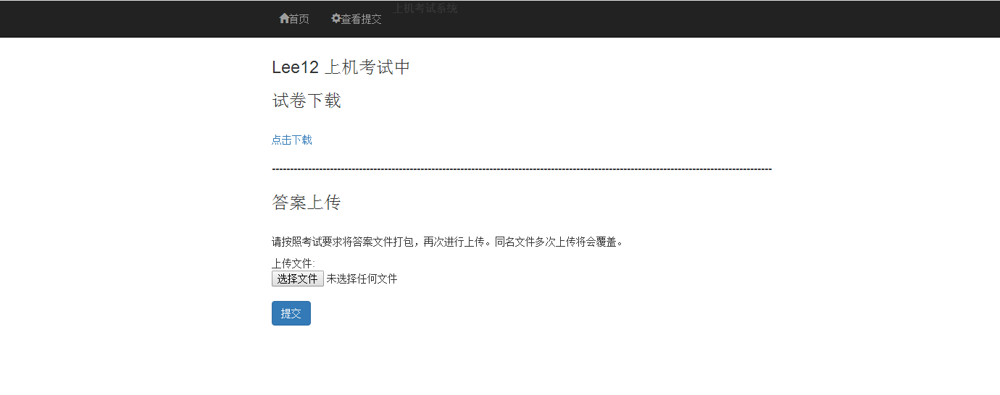 首页 查看提交 上机考试系统
Lee12 上机考试中
试卷下载
点击下载
------------------------------------------------------------------------------------------------------------------------------------------
答案上传
请按照考试要求将答案文件打包，再次进行上传。同名文件多次上传将会覆盖。
上传文件:
选择文件 未选择任何文件
提交